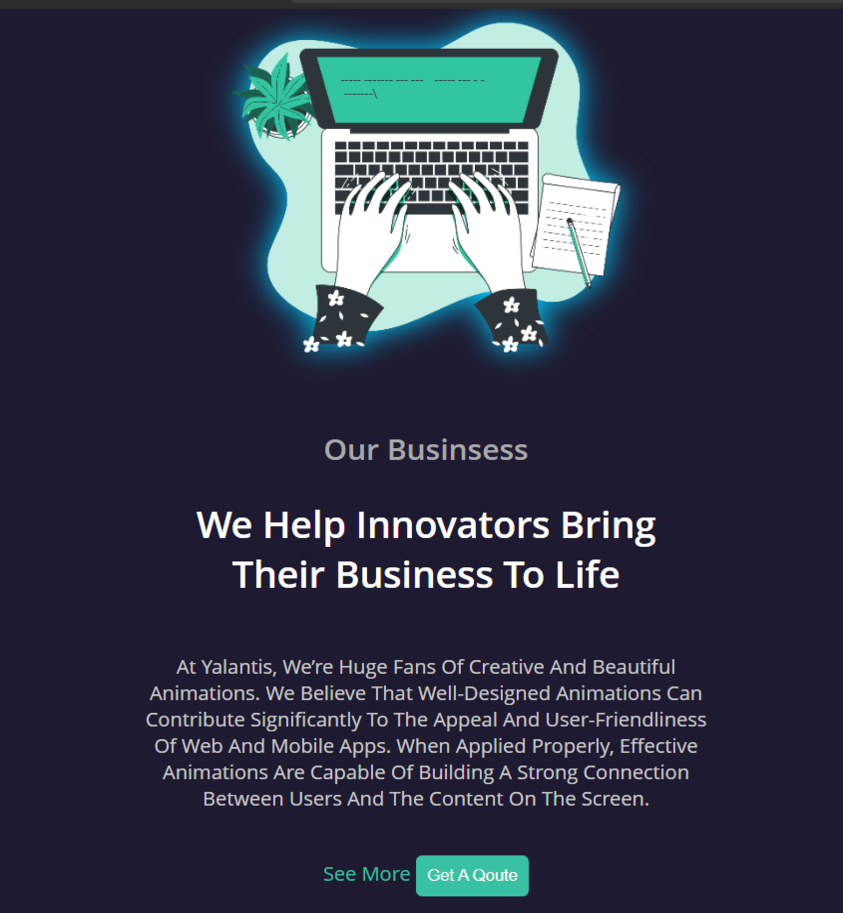 Our Businsess
We Help Innovators Bring
Their Business To Life
At Yalantis, We’re Huge Fans Of Creative And Beautiful
Animations. We Believe That Well-Designed Animations Can
Contribute Significantly To The Appeal And User-Friendliness
Of Web And Mobile Apps. When Applied Properly, Effective
Animations Are Capable Of Building A Strong Connection
Between Users And The Content On The Screen.
See More Get A Qoute